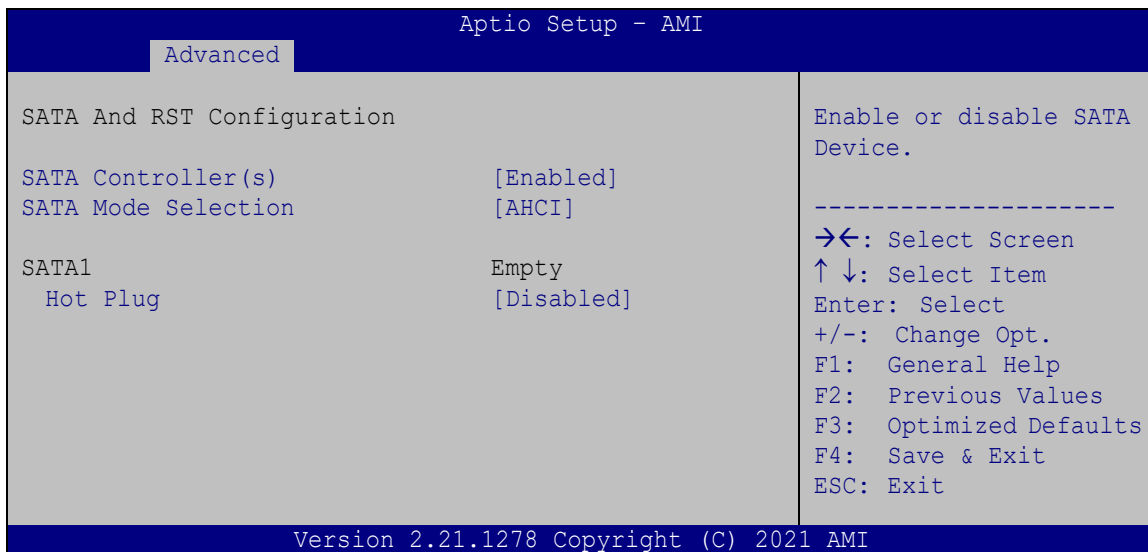 Aptio Setup – AMI
Advanced
SATA And RST Configuration
SATA Controller(s) [Enabled]
SATA Mode Selection [AHCI]
SATA1 Empty
Hot Plug [Disabled]
Enable or disable SATA
Device.
---------------------
→←: Select Screen
↑ ↓: Select Item
Enter: Select
+/-: Change Opt.
F1: General Help
F2: Previous Values
F3: Optimized Defaults
F4: Save & Exit
ESC: Exit
Version 2.21.1278 Copyright (C) 2021 AMI